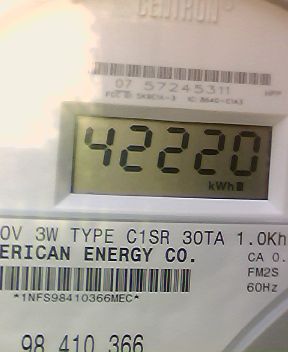 CENTRON®
07 57245311
42220
kWh
0V 3W TYPE C1SR 30TA 1.0Kh
ERICAN ENERGY CO. CA 0.
FM2S
*1NFS98410366MEC* 60Hz
98 410 366